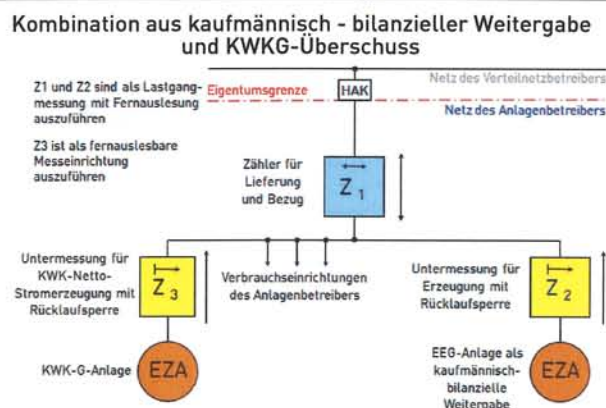 Kombination aus kaufmännisch - bilanzieller Weitergabe
und KWKG-Überschuss
Z1 und Z2 sind als Lastgang-
messung mit Fernauslesung
auszuführen
Z3 ist als fernauslesbare
Messeinrichtung
auszuführen
Eigentumsgrenze
HAK
Netz des Verteilnetzbetreibers
Netz des Anlagenbetreibers
Zähler für
Lieferung
und Bezug
Z 1
Untermessung für
KWK-Netto-
Stromerzeugung mit
Rücklaufsperre
Z 3
Verbrauchseinrichtungen
des Anlagenbetreibers
Untermessung für
Erzeugung mit
Rücklaufsperre
Z 2
KWK-G-Anlage
EZA
EEG-Anlage als
kaufmännisch-
bilanzielle
Weitergabe
EZA